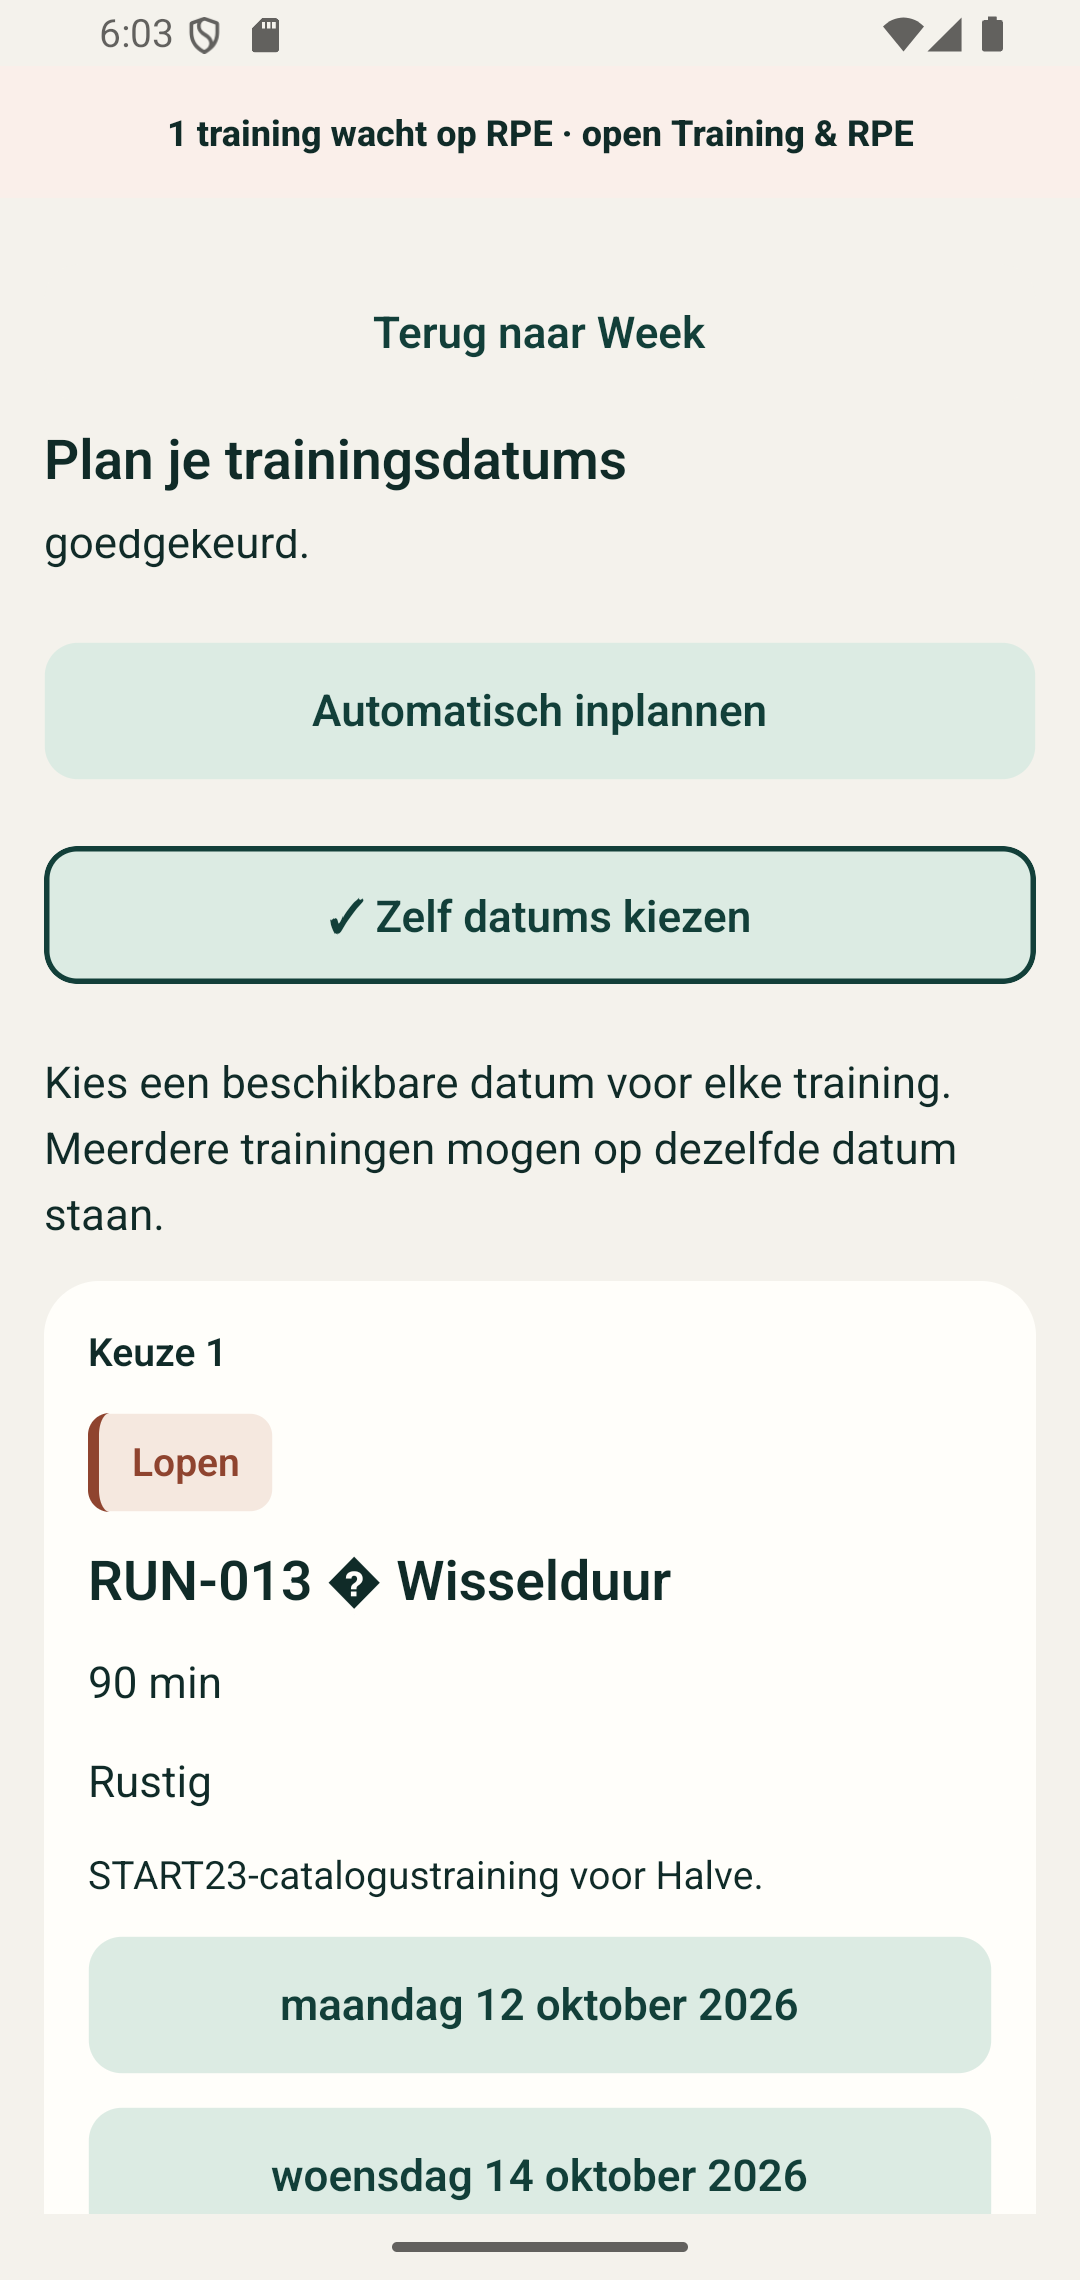 6:03
1 training wacht op RPE · open Training & RPE
Terug naar Week
Plan je trainingsdatums
goedgekeurd.
Automatisch inplannen
✓ Zelf datums kiezen
Kies een beschikbare datum voor elke training.
Meerdere trainingen mogen op dezelfde datum
staan.
Keuze 1
Lopen
RUN-013 � Wisselduur
90 min
Rustig
START23-catalogustraining voor Halve.
maandag 12 oktober 2026
woensdag 14 oktober 2026